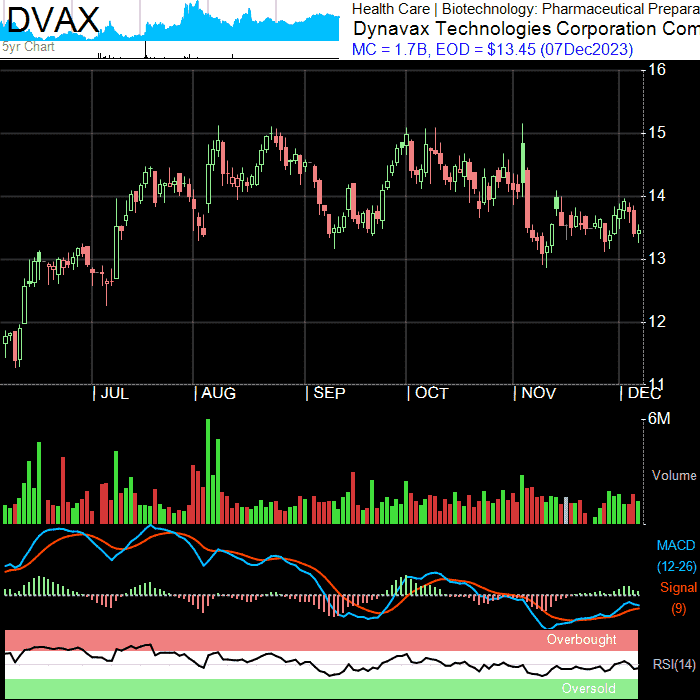 DVAX
5yr Chart
Health Care | Biotechnology: Pharmaceutical Prepara
Dynavax Technologies Corporation Com
MC = 1.7B, EOD = $13.45 (07Dec2023)
16
15
14
13
12
11
| JUL | AUG | SEP | OCT | NOV | DEC
6M
Volume
MACD
(12-26)
Signal
(9)
Overbought
RSI(14)
Oversold